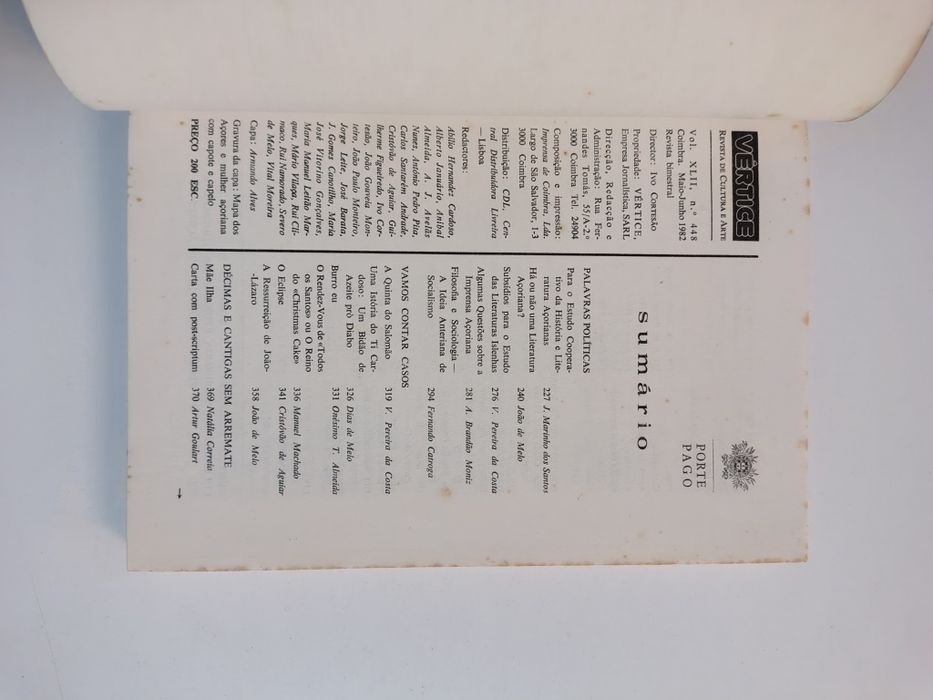 VÉRTICE
REVISTA DE CULTURA E ARTE
Vol. XLII, n.º 448
Coimbra, Maio-Junho 1982
Revista bimestral
Director: IVO CORTESÃO
Propriedade: VÉRTICE,
Empresa Jornalística, SARL
Direcção, Redacção e
Administração: Rua Fer-
nandes Tomás, 55/A-2.º
3000 Coimbra Tel. 24904
Composição e impressão:
Imprensa de Coimbra, Lda.
Largo de São Salvador, 1-3
3000 Coimbra
Distribuição: CDL, Cen-
tral Distribuidora Livreira
— Lisboa
Redactores:
Abílio Hernandez Cardoso,
Alberto Januário, Aníbal
Almeida, A. J. Avelãs
Nunes, António Pedro Pita,
Carlos Santarém Andrade,
Cristóvão de Aguiar, Gui-
lherme Figueiredo, Ivo Cor-
tesão, João Gouveia Mon-
teiro, João Paulo Monteiro,
Jorge Leite, José Barata,
J. Gomes Canotilho, Maria
José Vitorino Gonçalves,
Maria Manuel Leitão Mar-
ques, Mário Vilaça, Rui Clí-
maco, Rui Namorado, Severo
de Melo, Vital Moreira
Capa: Armando Alves
Gravura da capa: Mapa dos
Açores e mulher açoriana
com capote e capelo
PREÇO 200 ESC.
PORTE
PAGO
sumário
PALAVRAS POLÍTICAS
Para o Estudo Coopera-
tivo da História e Lite-
ratura Açorianas 227 J. Marinho dos Santos
Há ou não uma Literatura
Açoriana? 240 João de Melo
Subsídios para o Estudo
das Literaturas Islenhas 276 V. Pereira da Costa
Algumas Questões sobre a
Imprensa Açoriana 281 A. Brandão Moniz
Filosofia e Sociologia —
A Ideia Anteriana de
Socialismo 294 Fernando Catroga
VAMOS CONTAR CASOS
A Quinta do Salomão 319 V. Pereira da Costa
Uma Istória do Ti Car-
doso: Um Bidão de
Azeite prò Diabo 326 Dias de Melo
Burro eu 331 Onésimo T. Almeida
O Rendez-Vous de «Todos
os Santos» ou O Reino
do «Christmas Cake» 336 Manuel Machado
O Eclipse 341 Cristóvão de Aguiar
A Ressurreição de João-
-Lázaro 358 João de Melo
DÉCIMAS E CANTIGAS SEM ARREMATE
Mãe Ilha 369 Natália Correia
Carta com post-scriptum 370 Artur Goulart
→